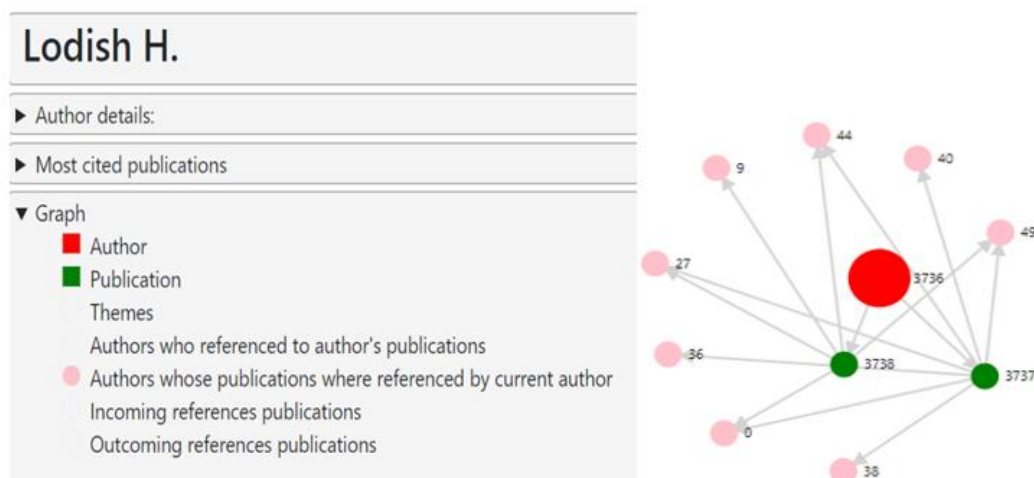 Lodish H.
Author details:
Most cited publications
Graph
Author
Publication
Themes
Authors who referenced to author's publications
Authors whose publications where referenced by current author
Incoming references publications
Outcoming references publications
44
40
9
49
27
3736
36
3738
3737
0
38